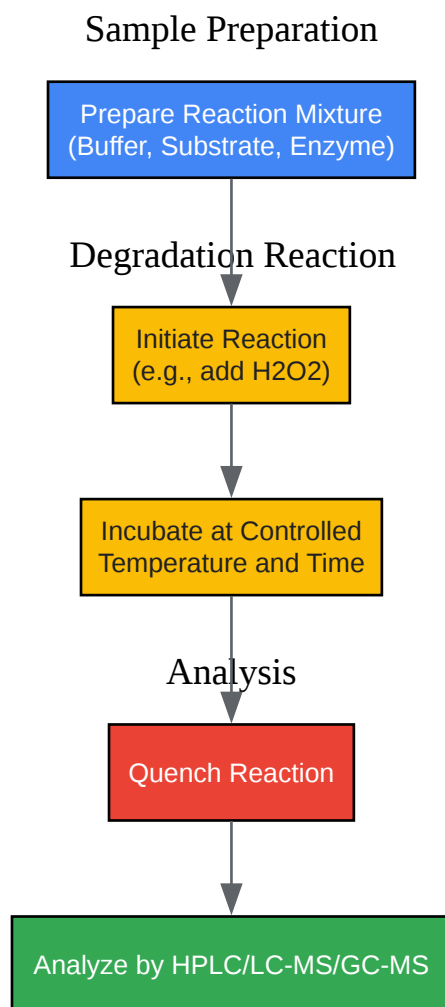 Sample Preparation
Prepare Reaction Mixture
(Buffer, Substrate, Enzyme)
Degradation Reaction
Initiate Reaction
(e.g., add H2O2)
Incubate at Controlled
Temperature and Time
Analysis
Quench Reaction
Analyze by HPLC/LC-MS/GC-MS